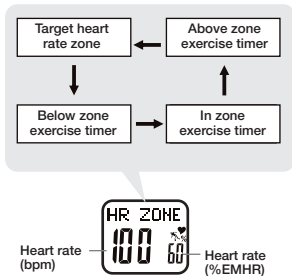 Target heart
rate zone
Above zone
exercise timer
Below zone
exercise timer
In zone
exercise timer
HR ZONE
100 60
%
Heart rate
(bpm)
Heart rate
(%EMHR)